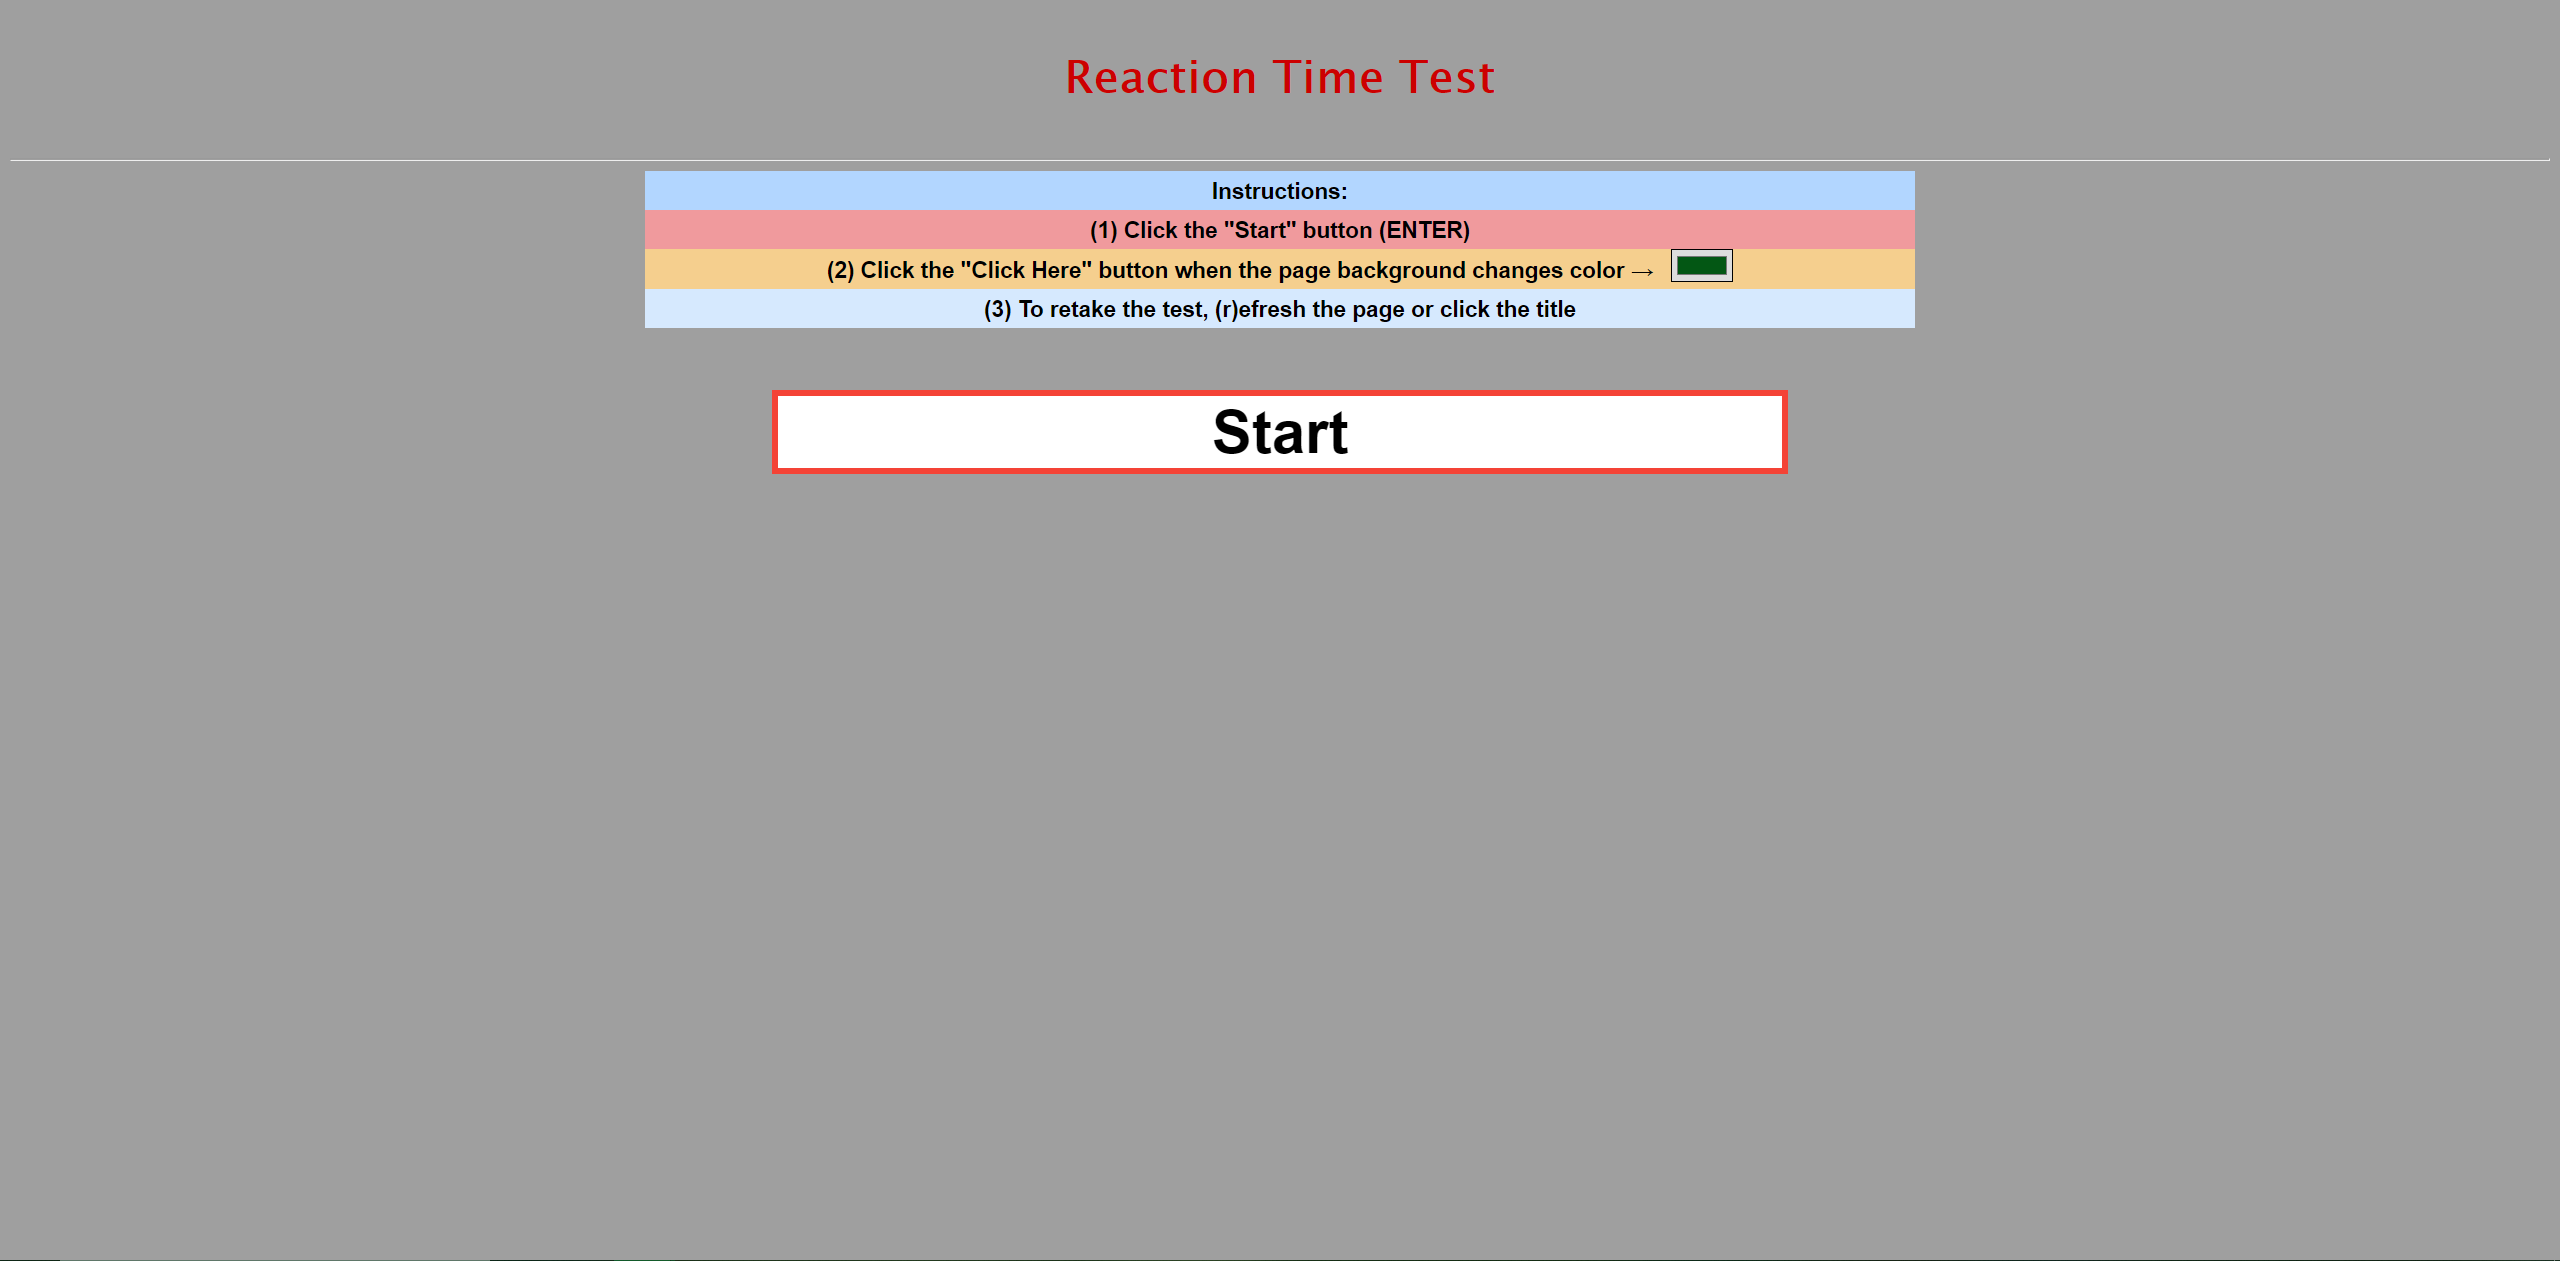 Reaction Time Test
Instructions:
(1) Click the "Start" button (ENTER)
(2) Click the "Click Here" button when the page background changes color →
(3) To retake the test, (r)efresh the page or click the title
Start